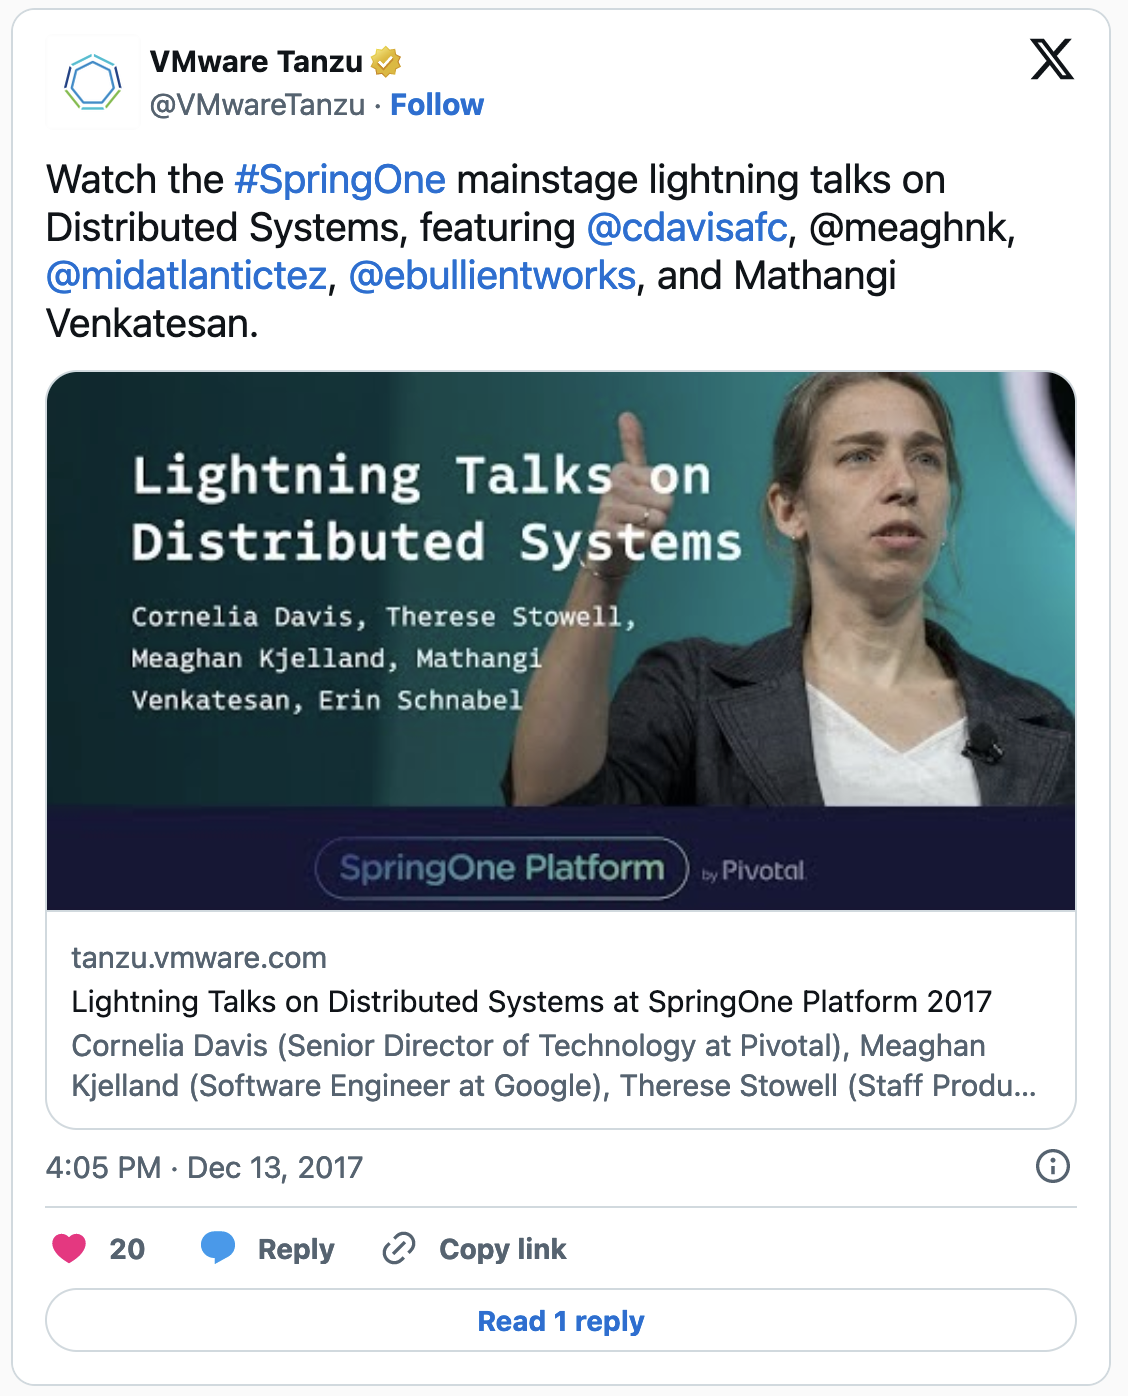 VMware Tanzu
@VMwareTanzu · Follow
Watch the #SpringOne mainstage lightning talks on
Distributed Systems, featuring @cdavisafc, @meaghnk,
@midatlantictez, @ebullientworks, and Mathangi
Venkatesan.
Lightning Talks on
Distributed Systems
Cornelia Davis, Therese Stowell,
Meaghan Kjelland, Mathangi
Venkatesan, Erin Schnabel
SpringOne Platform by Pivotal
tanzu.vmware.com
Lightning Talks on Distributed Systems at SpringOne Platform 2017
Cornelia Davis (Senior Director of Technology at Pivotal), Meaghan
Kjelland (Software Engineer at Google), Therese Stowell (Staff Produ...
4:05 PM · Dec 13, 2017
20 Reply Copy link
Read 1 reply